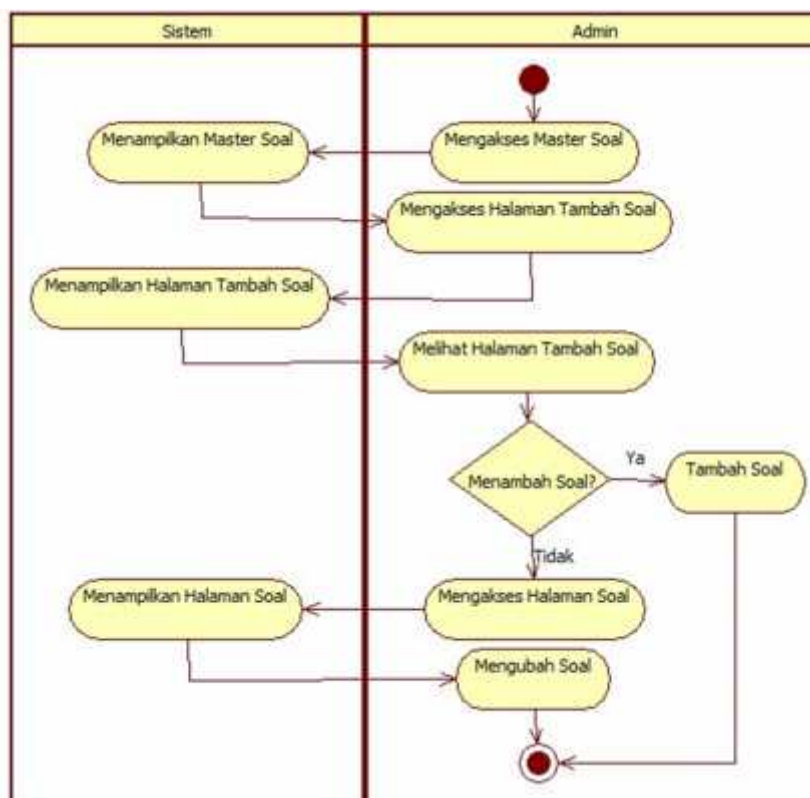 Sistem
Admin
Menampilkan Master Soal
Mengakses Master Soal
Mengakses Halaman Tambah Soal
Menampilkan Halaman Tambah Soal
Melihat Halaman Tambah Soal
Menambah Soal?
Ya
Tambah Soal
Tidak
Menampilkan Halaman Soal
Mengakses Halaman Soal
Mengubah Soal